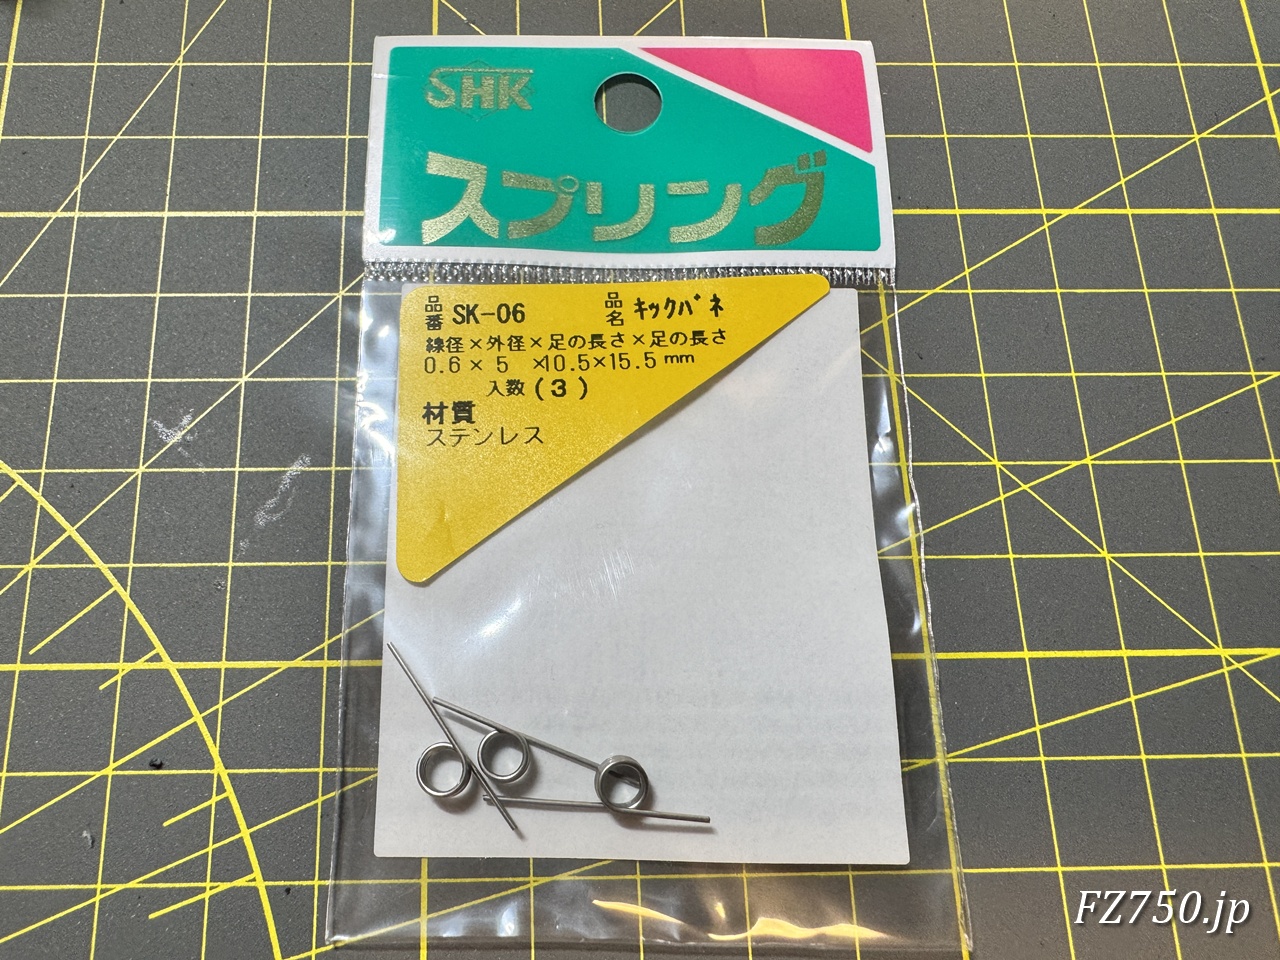 SHK
スプリング
品番 SK-06 品名 キックバネ
線径×外径×足の長さ×足の長さ
0.6×5 ×10.5×15.5mm
入数(3)
材質
ステンレス
FZ750.jp